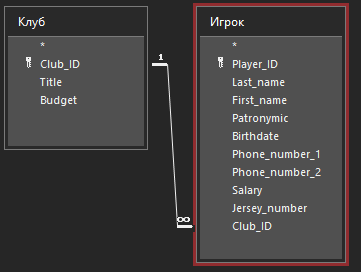 Клуб
*
Club_ID
Title
Budget
1
∞
Игрок
*
Player_ID
Last_name
First_name
Patronymic
Birthdate
Phone_number_1
Phone_number_2
Salary
Jersey_number
Club_ID